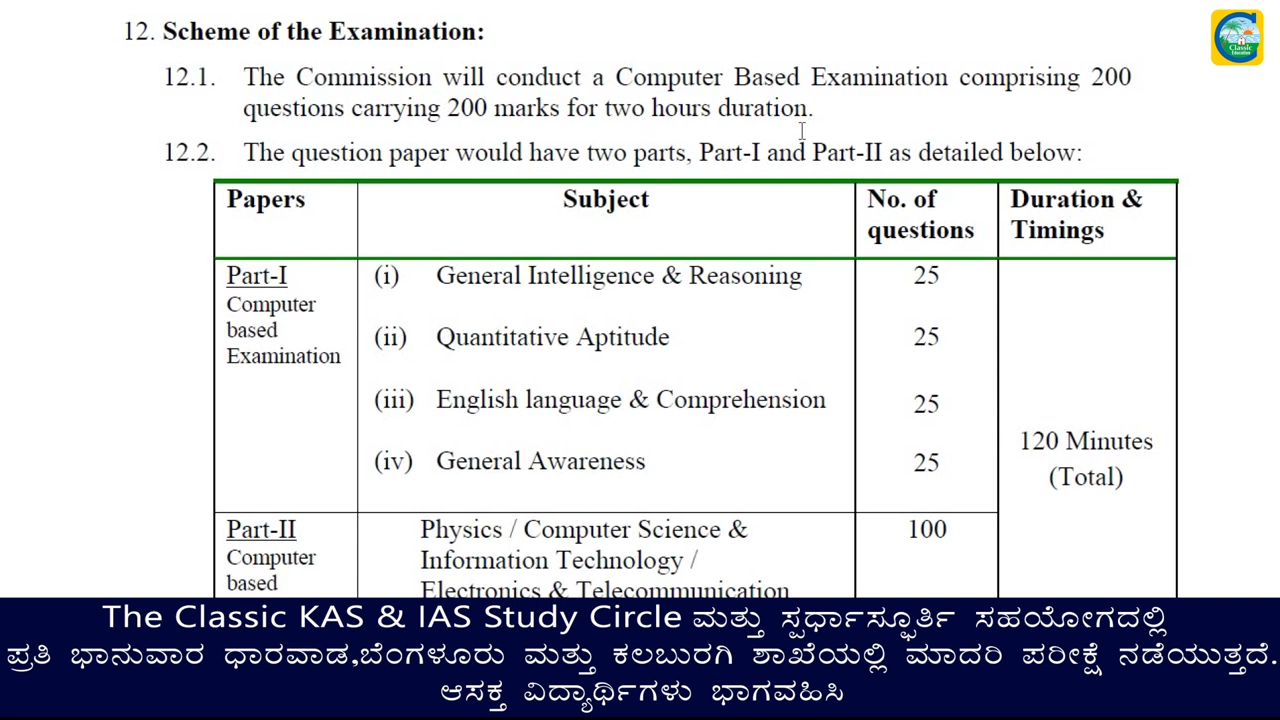 Classic
Education
12. Scheme of the Examination:
12.1. The Commission will conduct a Computer Based Examination comprising 200
questions carrying 200 marks for two hours duration.
12.2. The question paper would have two parts, Part-I and Part-II as detailed below:
Papers Subject No. of questions Duration & Timings
Part-I
Computer
based
Examination
(i) General Intelligence & Reasoning 25
(ii) Quantitative Aptitude 25
(iii) English language & Comprehension 25
(iv) General Awareness 25
120 Minutes
(Total)
Part-II
Computer
based
Physics / Computer Science &
Information Technology /
Electronics & Telecommunication
100
The Classic KAS & IAS Study Circle ಮತ್ತು ಸ್ಪರ್ಧಾಸ್ಫೂರ್ತಿ ಸಹಯೋಗದಲ್ಲಿ
ಪ್ರತಿ ಭಾನುವಾರ ಧಾರವಾಡ,ಬೆಂಗಳೂರು ಮತ್ತು ಕಲಬುರಗಿ ಶಾಖೆಯಲ್ಲಿ ಮಾದರಿ ಪರೀಕ್ಷೆ ನಡೆಯುತ್ತದೆ.
ಆಸಕ್ತ ವಿದ್ಯಾರ್ಥಿಗಳು ಭಾಗವಹಿಸಿ